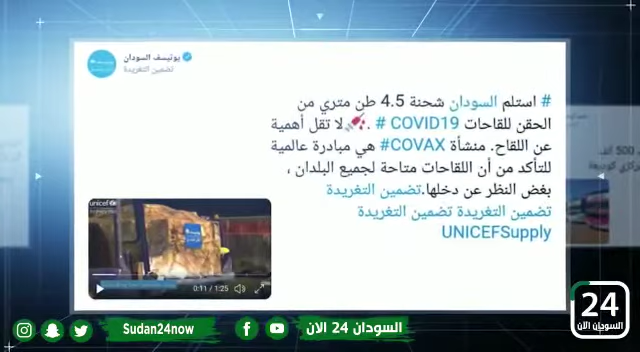 يونيسف السودان
تضمين التغريدة
# استلم السودان شحنة 4.5 طن متري من
الحقن للقاحات COVID19 # .💉لا تقل أهمية
عن اللقاح. منشأة COVAX# هي مبادرة عالمية
للتأكد من أن اللقاحات متاحة لجميع البلدان ،
بغض النظر عن دخلها.تضمين التغريدة
تضمين التغريدة تضمين التغريدة
UNICEFSupply
unicef
0:11 / 1:25
500 ألف
24
السودان الآن
السودان 24 الان
Sudan24now